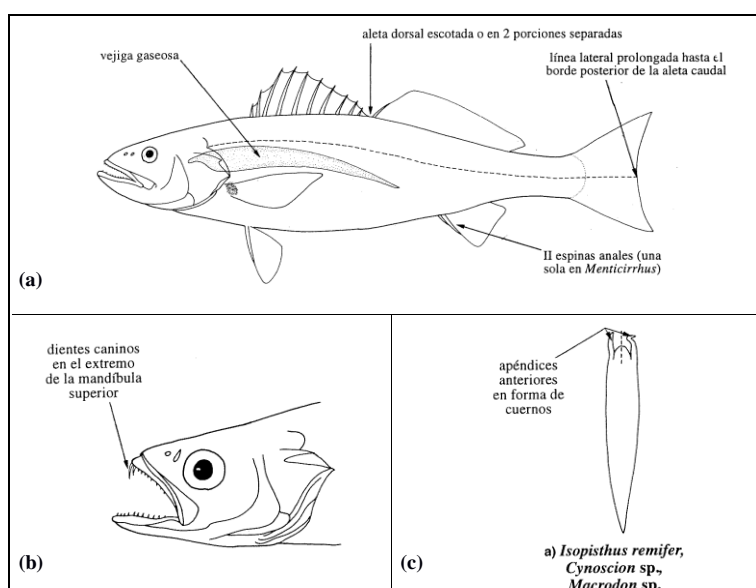 aleta dorsal escotada o en 2 porciones separadas
vejiga gaseosa
línea lateral prolongada hasta el
borde posterior de la aleta caudal
II espinas anales (una
sola en Menticirrhus)
(a)
dientes caninos
en el extremo
de la mandíbula
superior
(b)
apéndices
anteriores
en forma de
cuernos
(c)
a) Isopisthus remifer,
Cynoscion sp.,
Macrodon sp.